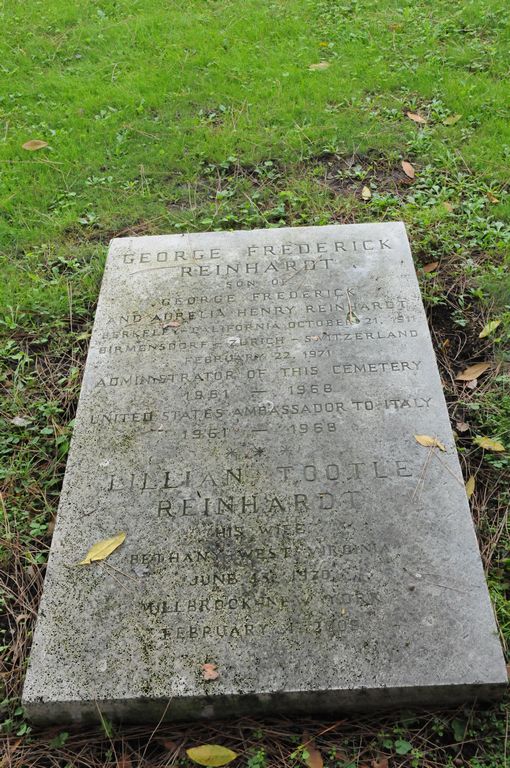 GEORGE FREDERICK
REINHARDT
SON OF
GEORGE FREDERICK
AND AURELIA HENRY REINHARDT
BERKELEY - CALIFORNIA OCTOBER 21, 1911
BIRMENSDORF - ZURICH - SWITZERLAND
FEBRUARY 22, 1971
ADMINISTRATOR OF THIS CEMETERY
1961 — 1968
UNITED STATES AMBASSADOR TO ITALY
— 1961 — 1968
* * *
LILLIAN TOOTLE
REINHARDT
HIS WIFE
BETHANY WEST VIRGINIA
JUNE
MILLBROOK NEW YORK
FEBRUARY